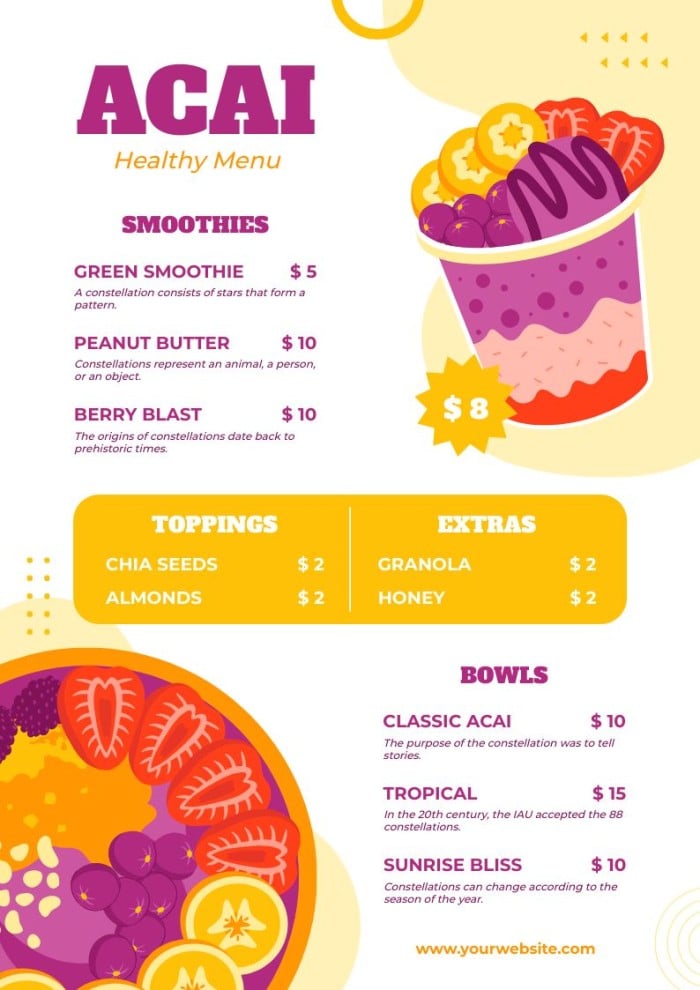 ACAI
Healthy Menu
SMOOTHIES
GREEN SMOOTHIE $ 5
A constellation consists of stars that form a
pattern.
PEANUT BUTTER $ 10
Constellations represent an animal, a person,
or an object.
BERRY BLAST $ 10
The origins of constellations date back to
prehistoric times.
$ 8
TOPPINGS
CHIA SEEDS $ 2
ALMONDS $ 2
EXTRAS
GRANOLA $ 2
HONEY $ 2
BOWLS
CLASSIC ACAI $ 10
The purpose of the constellation was to tell
stories.
TROPICAL $ 15
In the 20th century, the IAU accepted the 88
constellations.
SUNRISE BLISS $ 10
Constellations can change according to the
season of the year.
www.yourwebsite.com